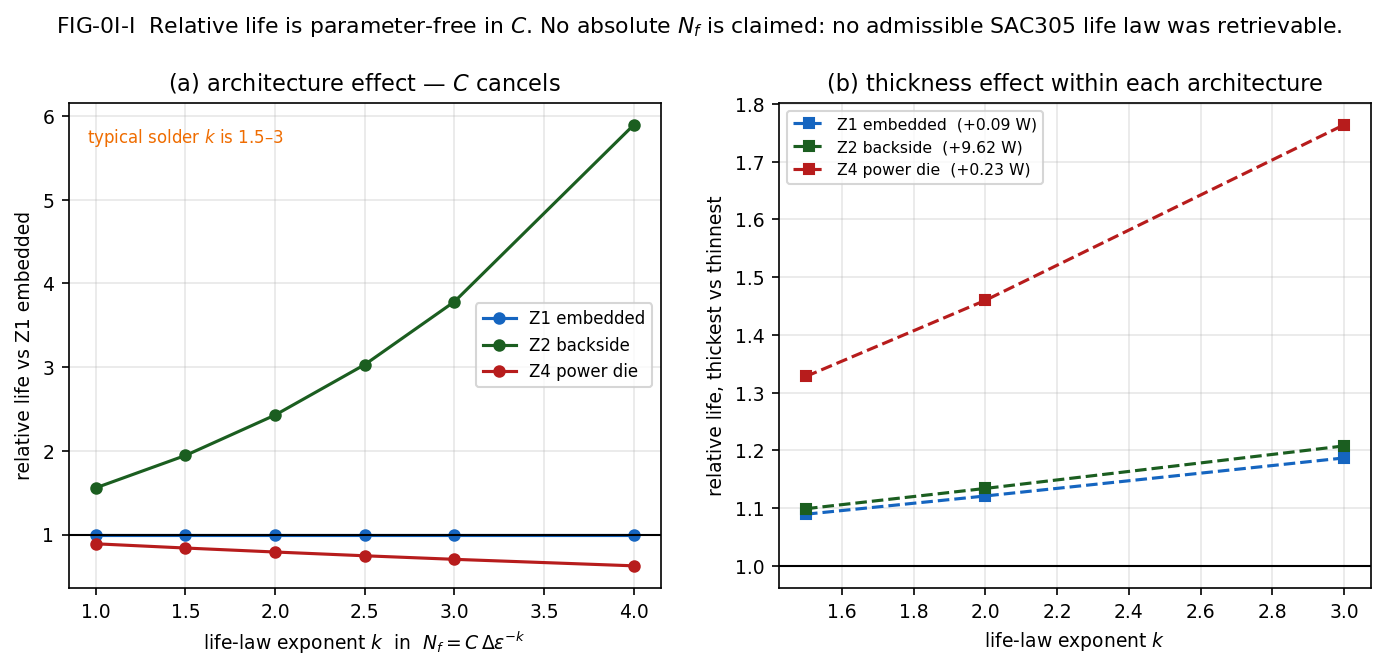 FIG-0I-I  Relative life is parameter-free in C. No absolute N_f is claimed: no admissible SAC305 life law was retrievable.
(a) architecture effect — C cancels
typical solder k is 1.5–3
relative life vs Z1 embedded
6
5
4
3
2
1
Z1 embedded
Z2 backside
Z4 power die
1.0 1.5 2.0 2.5 3.0 3.5 4.0
life-law exponent k in N_f = C Δε^{-k}
(b) thickness effect within each architecture
Z1 embedded (+0.09 W)
Z2 backside (+9.62 W)
Z4 power die (+0.23 W)
relative life, thickest vs thinnest
1.8
1.7
1.6
1.5
1.4
1.3
1.2
1.1
1.0
1.6 1.8 2.0 2.2 2.4 2.6 2.8 3.0
life-law exponent k